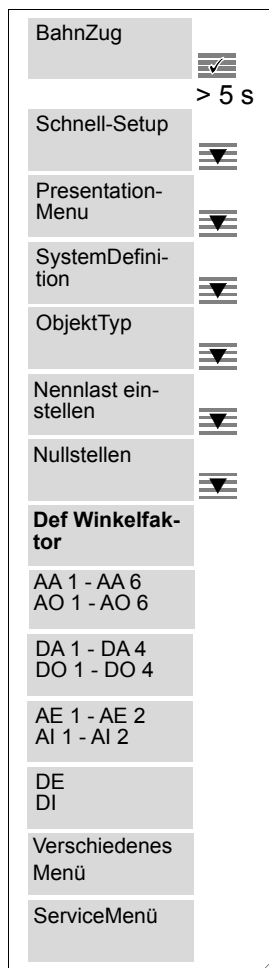 BahnZug
> 5 s
Schnell-Setup
Presentation-
Menu
SystemDefini-
tion
ObjektTyp
Nennlast ein-
stellen
Nullstellen
Def Winkelfak-
tor
AA 1 - AA 6
AO 1 - AO 6
DA 1 - DA 4
DO 1 - DO 4
AE 1 - AE 2
AI 1 - AI 2
DE
DI
Verschiedenes
Menü
ServiceMenü